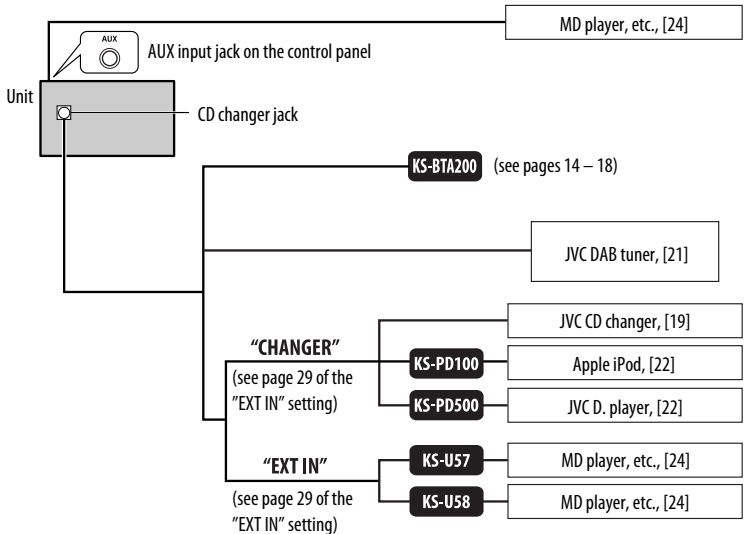 MD player, etc., [24]
AUX
AUX input jack on the control panel
Unit
CD changer jack
KS-BTA200 (see pages 14 – 18)
JVC DAB tuner, [21]
JVC CD changer, [19]
"CHANGER"
(see page 29 of the
"EXT IN" setting)
KS-PD100
Apple iPod, [22]
KS-PD500
JVC D. player, [22]
"EXT IN"
(see page 29 of the
"EXT IN" setting)
KS-U57
MD player, etc., [24]
KS-U58
MD player, etc., [24]